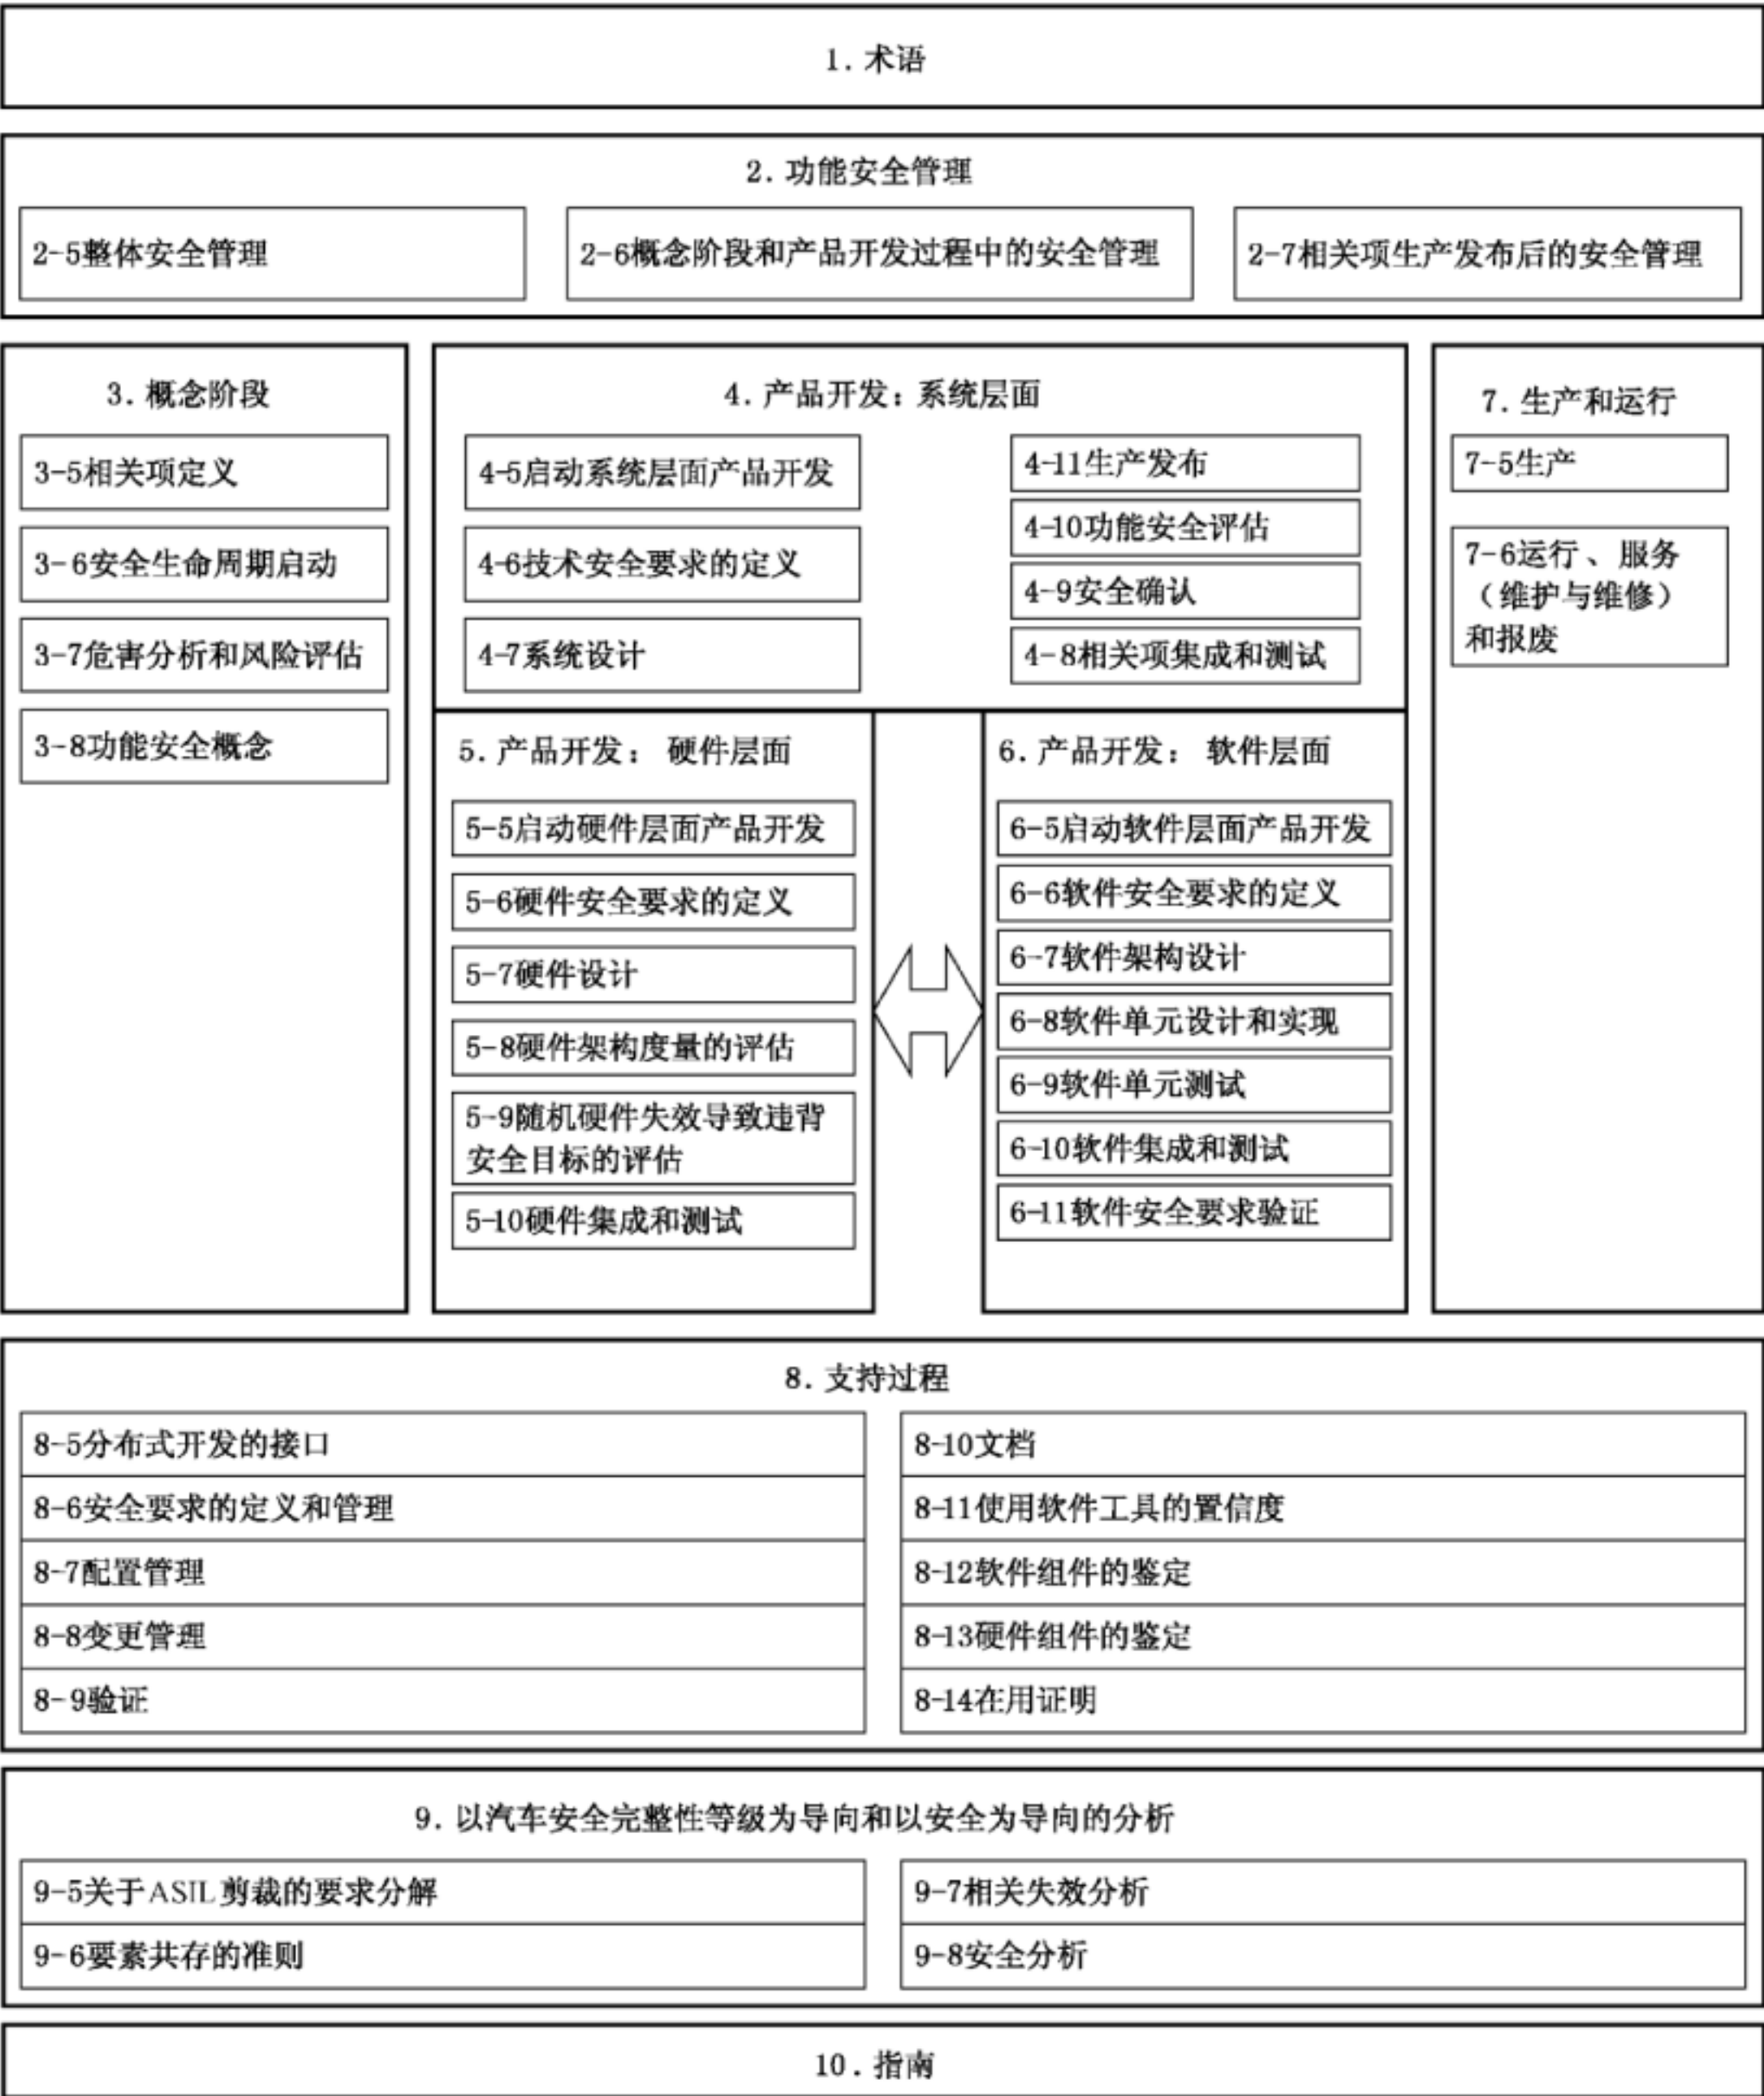 1. 术语
2. 功能安全管理
2-5整体安全管理
2-6概念阶段和产品开发过程中的安全管理
2-7相关项生产发布后的安全管理
3. 概念阶段
3-5相关项定义
3-6安全生命周期启动
3-7危害分析和风险评估
3-8功能安全概念
4. 产品开发：系统层面
4-5启动系统层面产品开发
4-6技术安全要求的定义
4-7系统设计
4-11生产发布
4-10功能安全评估
4-9安全确认
4-8相关项集成和测试
5. 产品开发： 硬件层面
5-5启动硬件层面产品开发
5-6硬件安全要求的定义
5-7硬件设计
5-8硬件架构度量的评估
5-9随机硬件失效导致违背
安全目标的评估
5-10硬件集成和测试
6. 产品开发： 软件层面
6-5启动软件层面产品开发
6-6软件安全要求的定义
6-7软件架构设计
6-8软件单元设计和实现
6-9软件单元测试
6-10软件集成和测试
6-11软件安全要求验证
7. 生产和运行
7-5生产
7-6运行、服务
（维护与维修）
和报废
8. 支持过程
8-5分布式开发的接口
8-6安全要求的定义和管理
8-7配置管理
8-8变更管理
8-9验证
8-10文档
8-11使用软件工具的置信度
8-12软件组件的鉴定
8-13硬件组件的鉴定
8-14在用证明
9. 以汽车安全完整性等级为导向和以安全为导向的分析
9-5关于ASIL剪裁的要求分解
9-6要素共存的准则
9-7相关失效分析
9-8安全分析
10. 指南